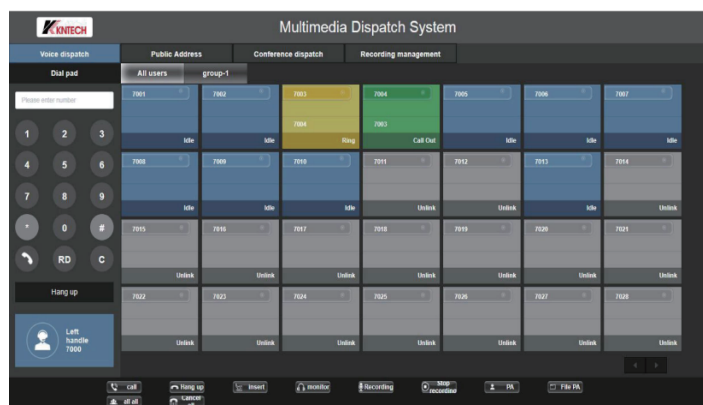 KNTECH
Multimedia Dispatch System
Voice dispatch Public Address Conference dispatch Recording management
Dial pad All users group-1
Please enter number
7001 7002 7003 7004 7005 7006 7007
7004 7003
Idle Idle Ring Call Out Idle Idle Idle
1 2 3
4 5 6
7008 7009 7010 7011 7012 7013 7014
Idle Idle Idle Unlink Unlink Idle Unlink
7 8 9
* 0 #
7015 7016 7017 7018 7019 7020 7021
Unlink Unlink Unlink Unlink Unlink Unlink Unlink
RD C
Hang up
7022 7023 7024 7025 7026 7027 7028
Unlink Unlink Unlink Unlink Unlink Unlink Unlink
Left
handle
7000
call Hang up Insert monitor Recording Stop recording PA File PA
all all Cancel all